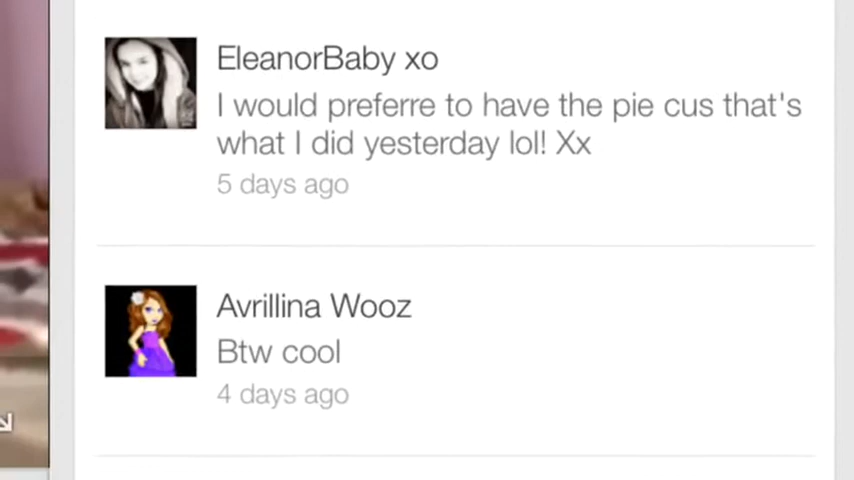 EleanorBaby xo
I would preferre to have the pie cus that's
what I did yesterday lol! Xx
5 days ago
Avrillina Wooz
Btw cool
4 days ago